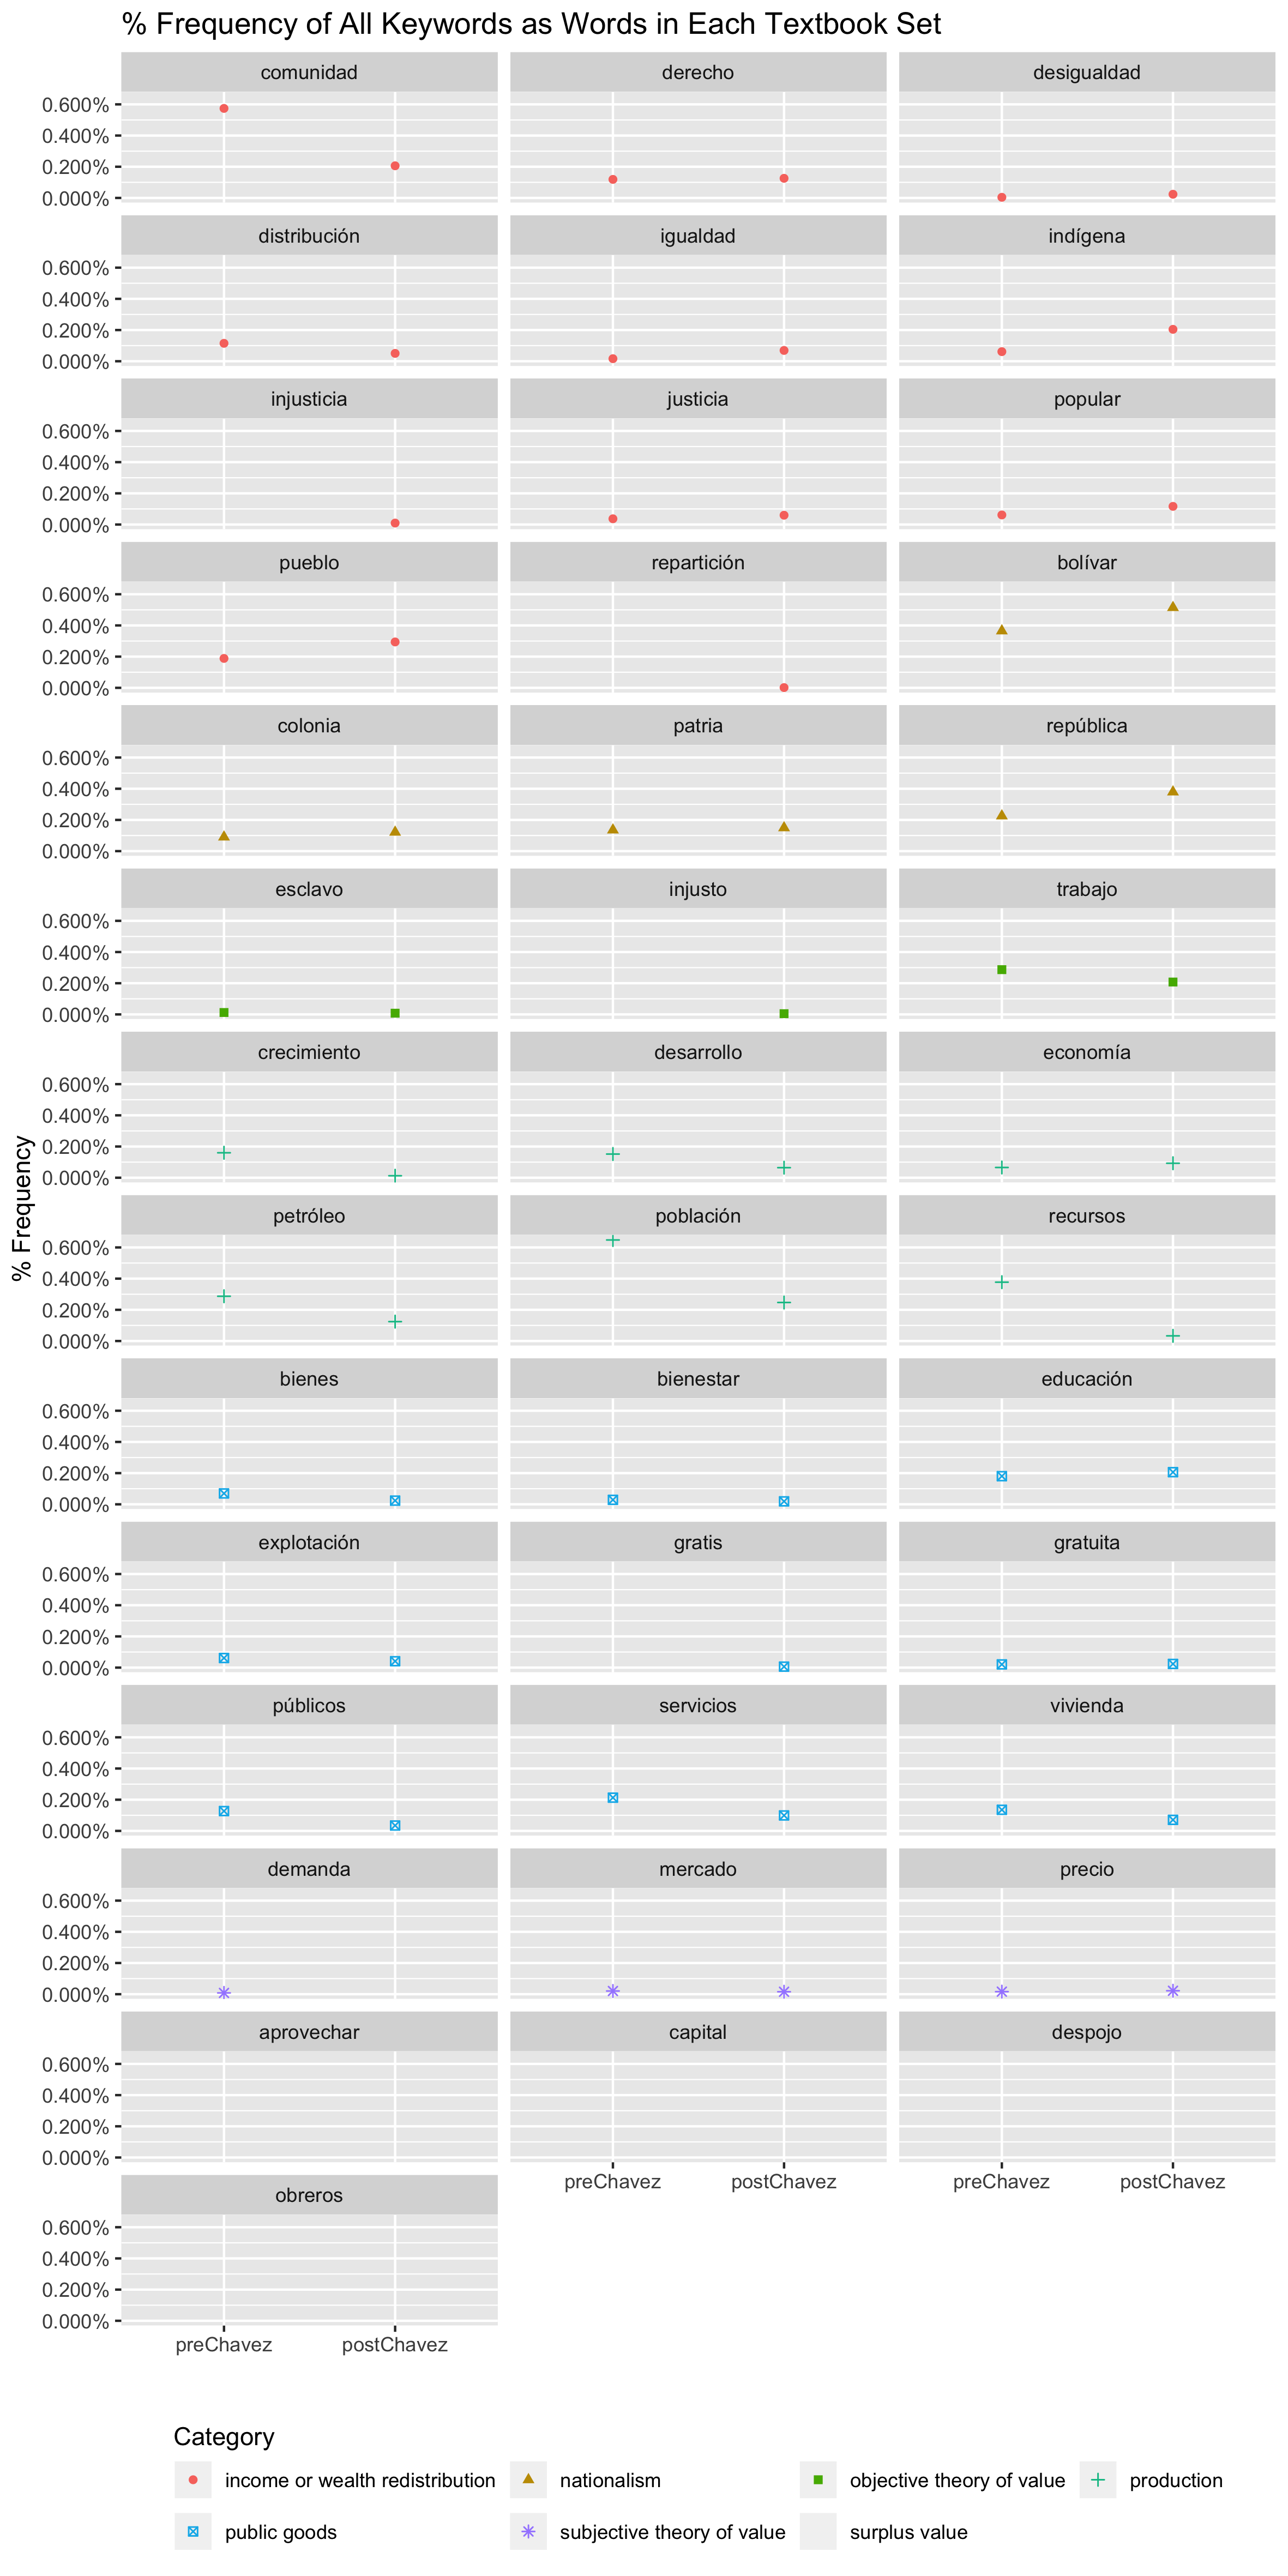 % Frequency of All Keywords as Words in Each Textbook Set
comunidad derecho desigualdad
0.600%
0.400%
0.200%
0.000%
distribución igualdad indígena
0.600%
0.400%
0.200%
0.000%
injusticia justicia popular
0.600%
0.400%
0.200%
0.000%
pueblo repartición bolívar
0.600%
0.400%
0.200%
0.000%
colonia patria república
0.600%
0.400%
0.200%
0.000%
esclavo injusto trabajo
0.600%
0.400%
0.200%
0.000%
crecimiento desarrollo economía
0.600%
0.400%
0.200%
0.000%
% Frequency
petróleo población recursos
0.600%
0.400%
0.200%
0.000%
bienes bienestar educación
0.600%
0.400%
0.200%
0.000%
explotación gratis gratuita
0.600%
0.400%
0.200%
0.000%
públicos servicios vivienda
0.600%
0.400%
0.200%
0.000%
demanda mercado precio
0.600%
0.400%
0.200%
0.000%
aprovechar capital despojo
0.600%
0.400%
0.200%
0.000%
preChavez postChavez preChavez postChavez
obreros
0.600%
0.400%
0.200%
0.000%
preChavez postChavez
Category
income or wealth redistribution nationalism objective theory of value production
public goods subjective theory of value surplus value